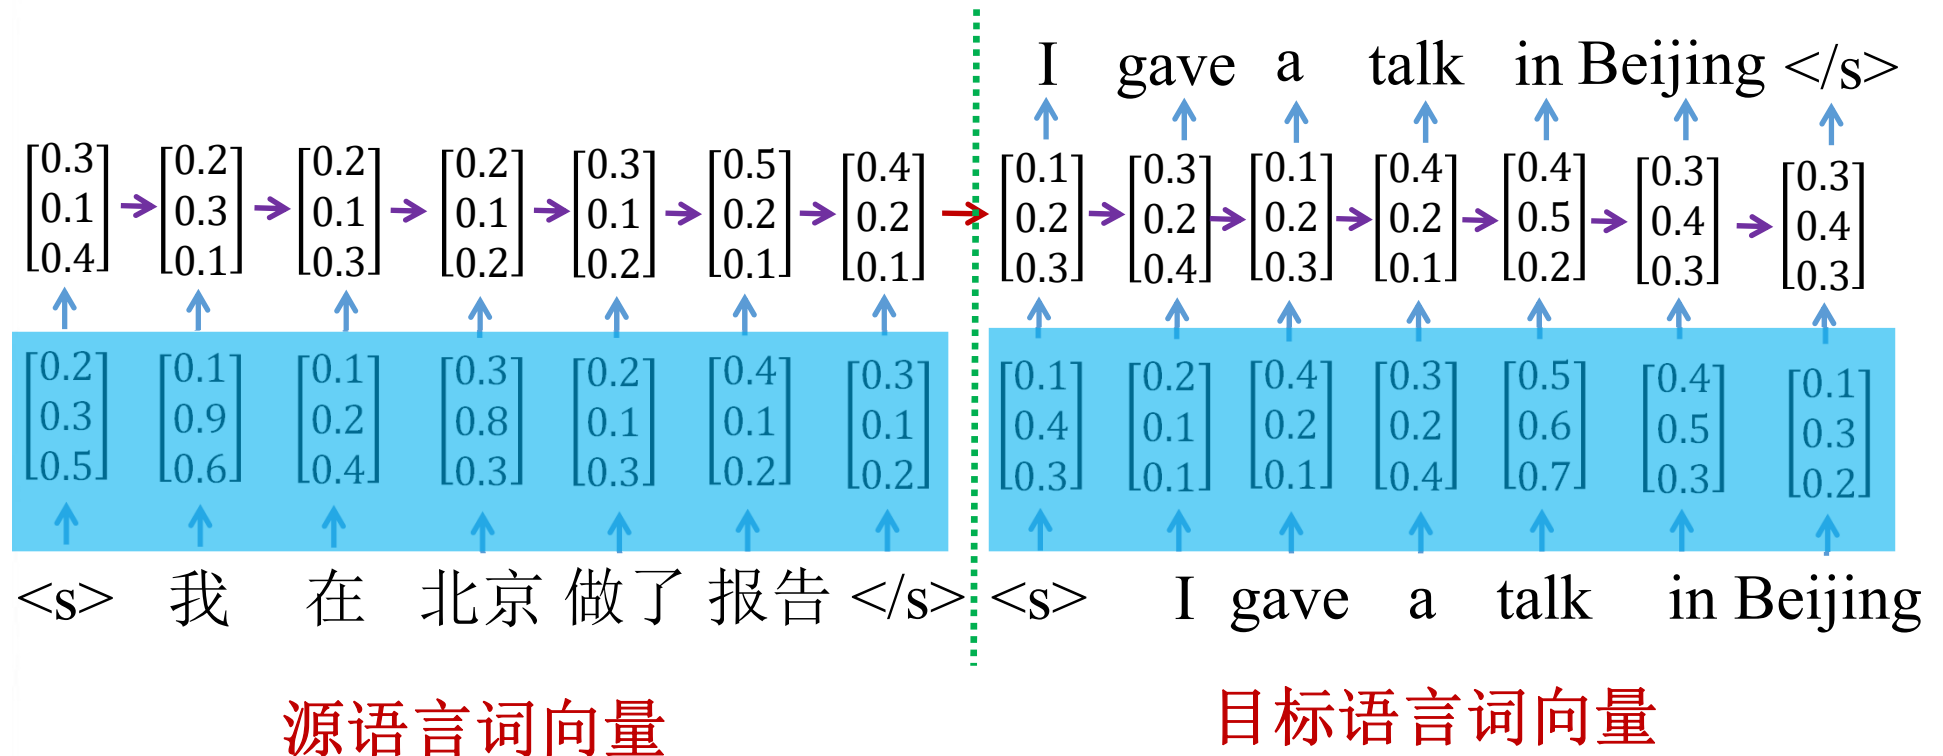 I gave a talk in Beijing </s>
[0.3 0.1 0.4] [0.2 0.3 0.1] [0.2 0.1 0.3] [0.2 0.1 0.2] [0.3 0.1 0.2] [0.5 0.2 0.1] [0.4 0.2 0.1] [0.1 0.2 0.3] [0.3 0.2 0.4] [0.1 0.2 0.3] [0.4 0.2 0.1] [0.4 0.5 0.2] [0.3 0.4 0.3] [0.3 0.4 0.3]
[0.2 0.3 0.5] [0.1 0.9 0.6] [0.1 0.2 0.4] [0.3 0.8 0.3] [0.2 0.1 0.3] [0.4 0.1 0.2] [0.3 0.1 0.2] [0.1 0.4 0.3] [0.2 0.1 0.1] [0.4 0.2 0.1] [0.3 0.2 0.4] [0.5 0.6 0.7] [0.4 0.5 0.3] [0.1 0.3 0.2]
<s> 我 在 北京 做了 报告 </s> <s> I gave a talk in Beijing
源语言词向量 目标语言词向量